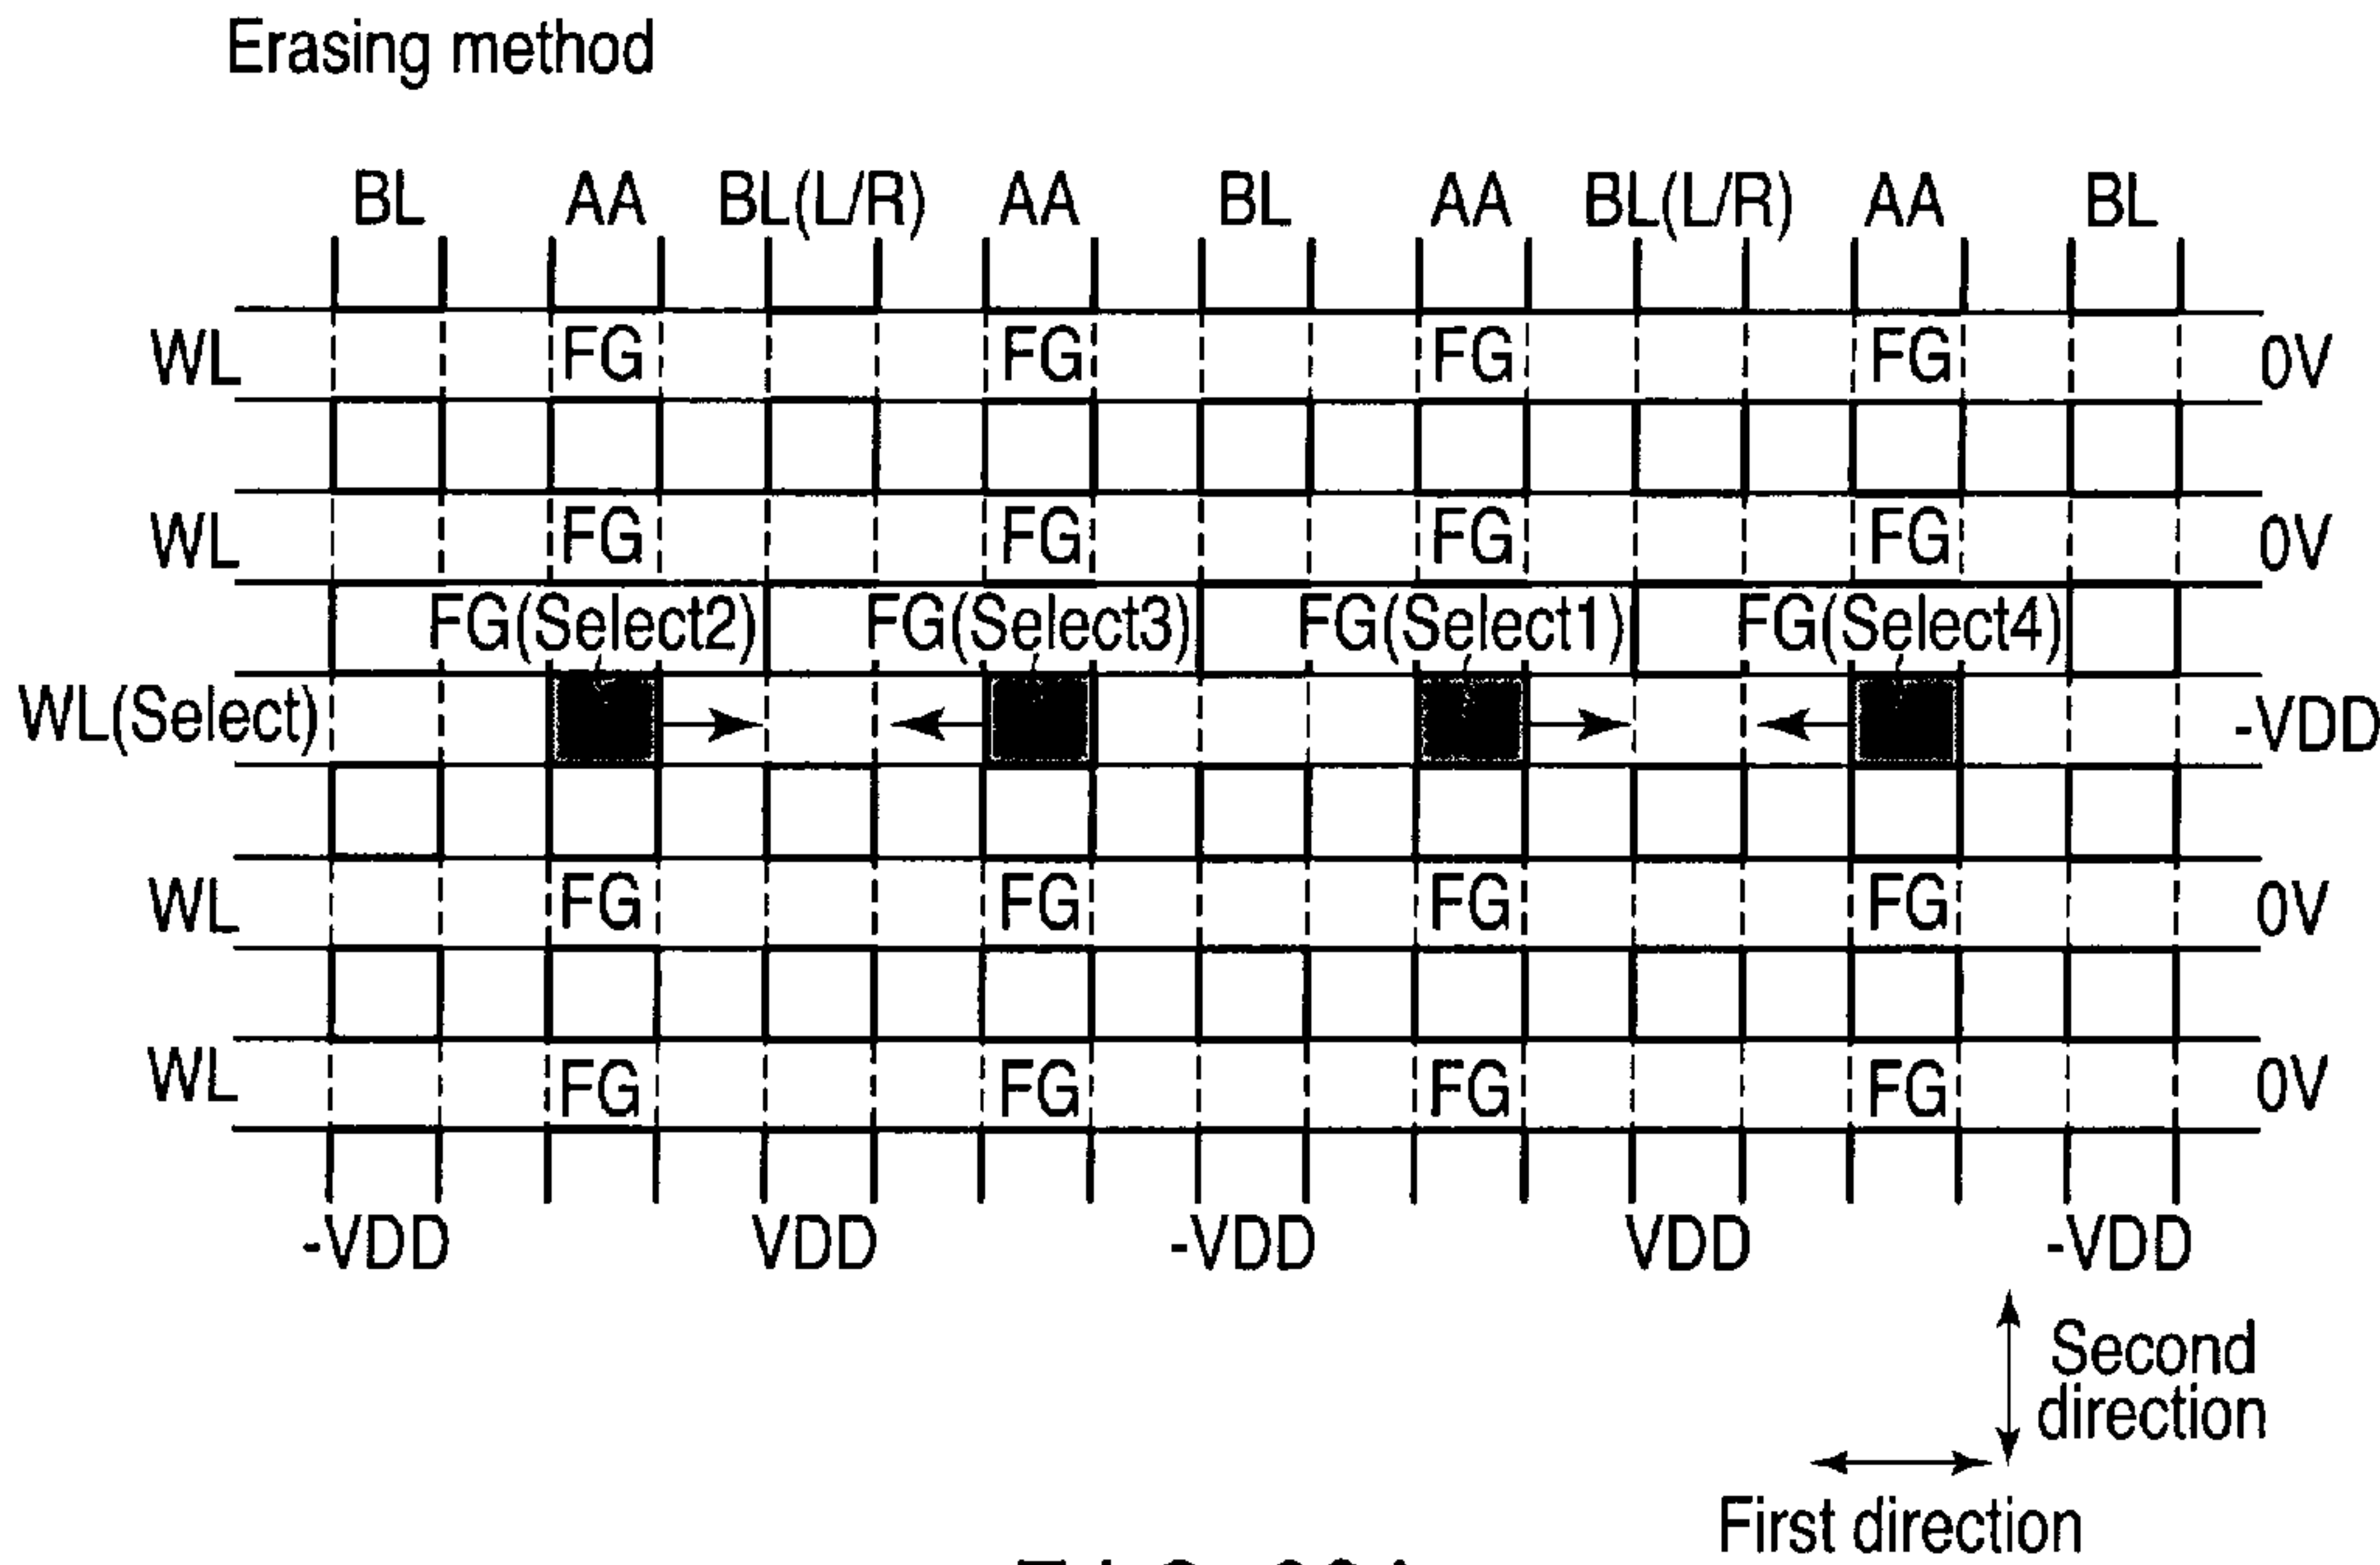 Erasing method
BL AA BL(L/R) AA BL AA BL(L/R) AA BL
WL FG FG FG FG 0V
WL FG FG FG FG 0V
FG(Select2) FG(Select3) FG(Select1) FG(Select4)
WL(Select) -VDD
WL FG FG FG FG 0V
WL FG FG FG FG 0V
-VDD VDD -VDD VDD -VDD
Second
direction
First direction